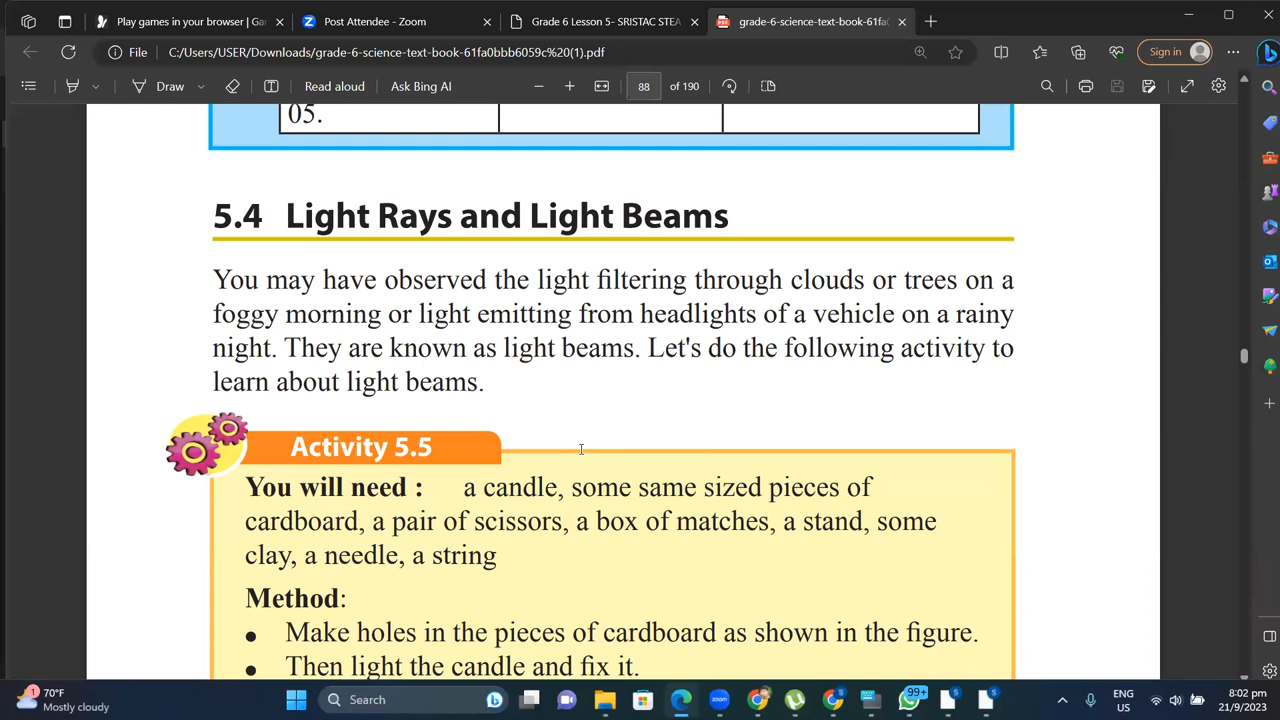 Play games in your browser | Ga
Post Attendee - Zoom
Grade 6 Lesson 5- SRISTAC STEA
grade-6-science-text-book-61fa0
File
C:/Users/USER/Downloads/grade-6-science-text-book-61fa0bbb6059c%20(1).pdf
Sign in
Draw
Read aloud
Ask Bing AI
88
of 190
05.
5.4 Light Rays and Light Beams
You may have observed the light filtering through clouds or trees on a
foggy morning or light emitting from headlights of a vehicle on a rainy
night. They are known as light beams. Let's do the following activity to
learn about light beams.
Activity 5.5
You will need : a candle, some same sized pieces of
cardboard, a pair of scissors, a box of matches, a stand, some
clay, a needle, a string
Method:
• Make holes in the pieces of cardboard as shown in the figure.
• Then light the candle and fix it.
1
70°F
Mostly cloudy
Search
zoom
99+
ENG
US
8:02 pm
21/9/2023